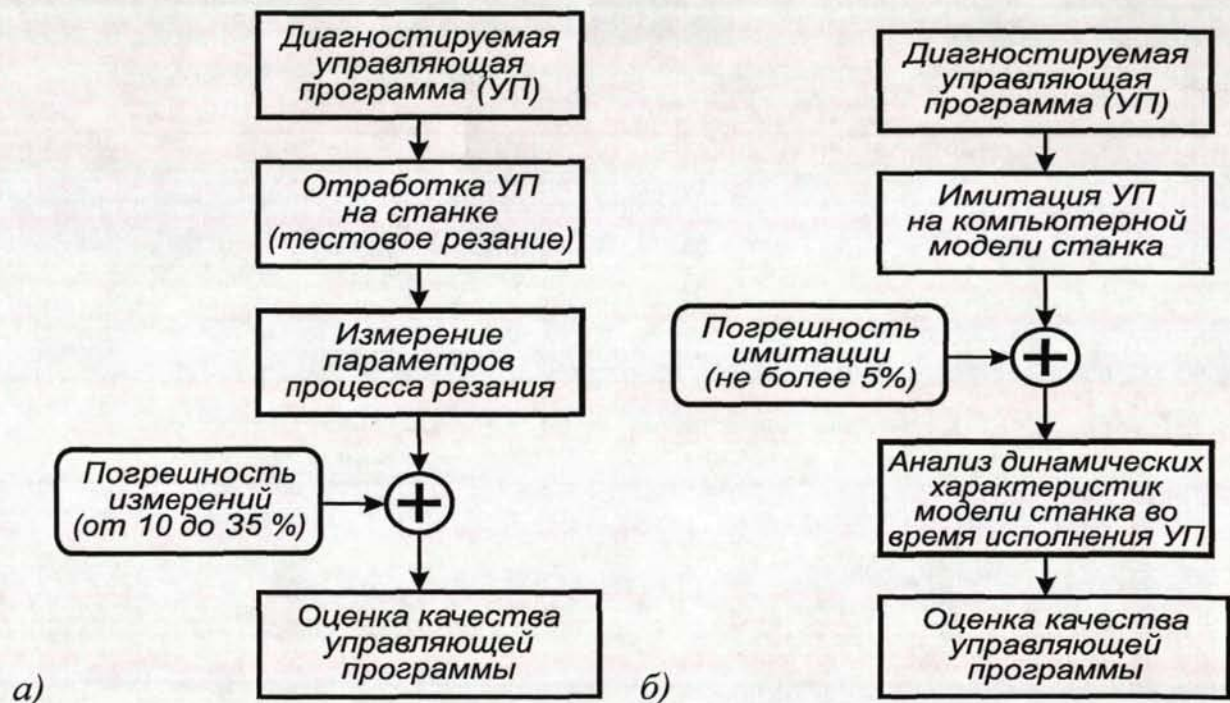 Диагностируемая
управляющая
программа (УП)
Отработка УП
на станке
(тестовое резание)
Измерение
параметров
процесса резания
Погрешность
измерений
(от 10 до 35 %)
+
Оценка качества
управляющей
программы
а)
Диагностируемая
управляющая
программа (УП)
Имитация УП
на компьютерной
модели станка
Погрешность
имитации
(не более 5%)
+
Анализ динамических
характеристик
модели станка во
время исполнения УП
Оценка качества
управляющей
программы
б)